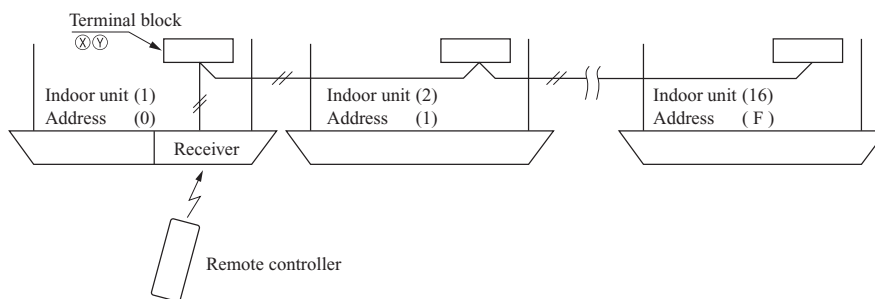 Terminal block
Ⓧ Ⓨ
Indoor unit (1)
Address (0)
Receiver
Indoor unit (2)
Address (1)
Indoor unit (16)
Address ( F )
Remote controller